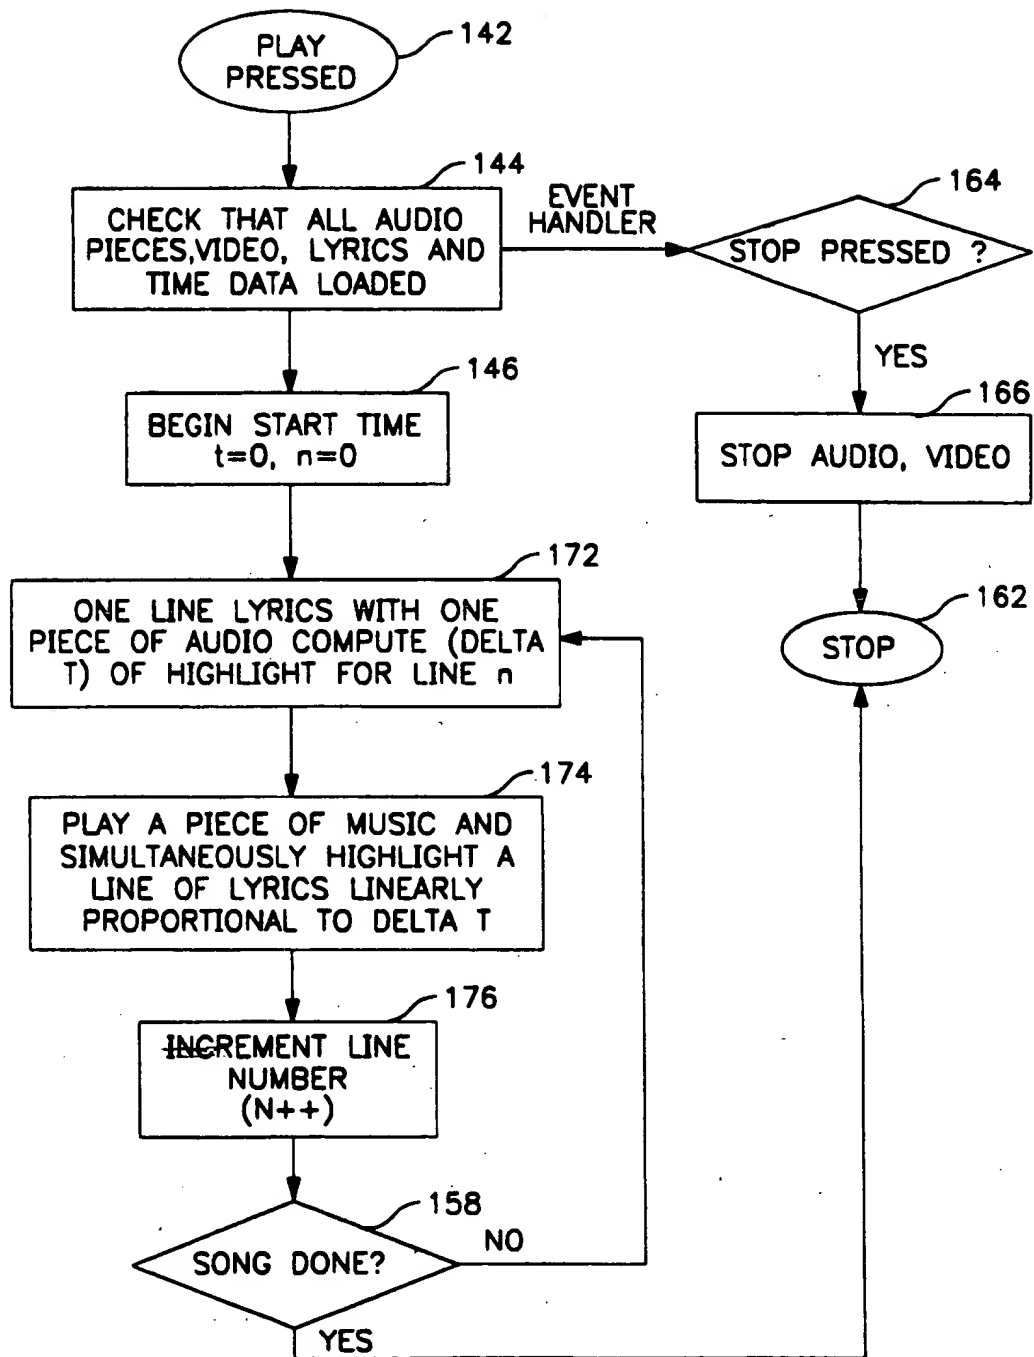 PLAY
PRESSED
142
144
CHECK THAT ALL AUDIO
PIECES,VIDEO, LYRICS AND
TIME DATA LOADED
EVENT
HANDLER
164
STOP PRESSED ?
YES
146
BEGIN START TIME
t=0, n=0
166
STOP AUDIO, VIDEO
172
ONE LINE LYRICS WITH ONE
PIECE OF AUDIO COMPUTE (DELTA
T) OF HIGHLIGHT FOR LINE n
162
STOP
174
PLAY A PIECE OF MUSIC AND
SIMULTANEOUSLY HIGHLIGHT A
LINE OF LYRICS LINEARLY
PROPORTIONAL TO DELTA T
176
INCREMENT LINE
NUMBER
(N++)
158
SONG DONE?
NO
YES